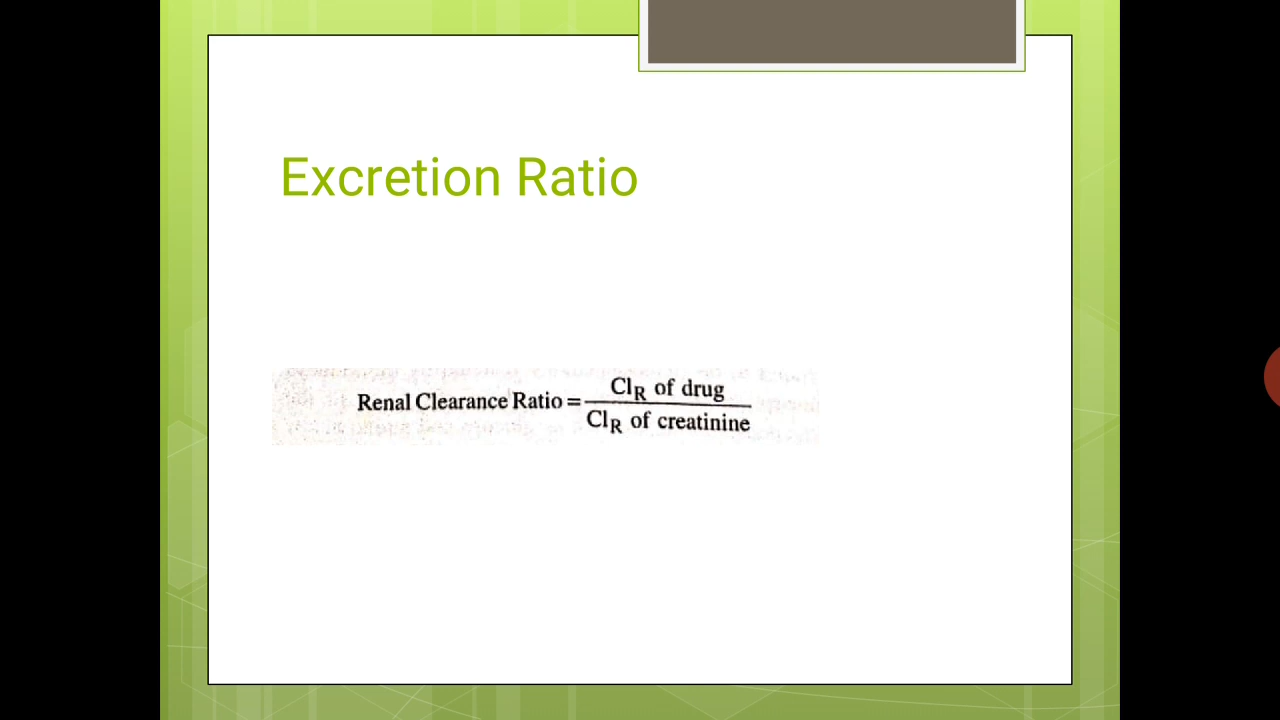 Excretion Ratio
Renal Clearance Ratio = Cl_R of drug
Cl_R of creatinine